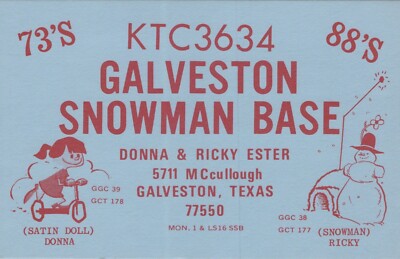 73'S
KTC3634
88'S
GALVESTON
SNOWMAN BASE
DONNA & RICKY ESTER
5711 McCullough
GALVESTON, TEXAS
77550
MON. 1 & LS16 SSB
GGC 39
GCT 178
(SATIN DOLL)
DONNA
GGC 38
GCT 177
(SNOWMAN)
RICKY